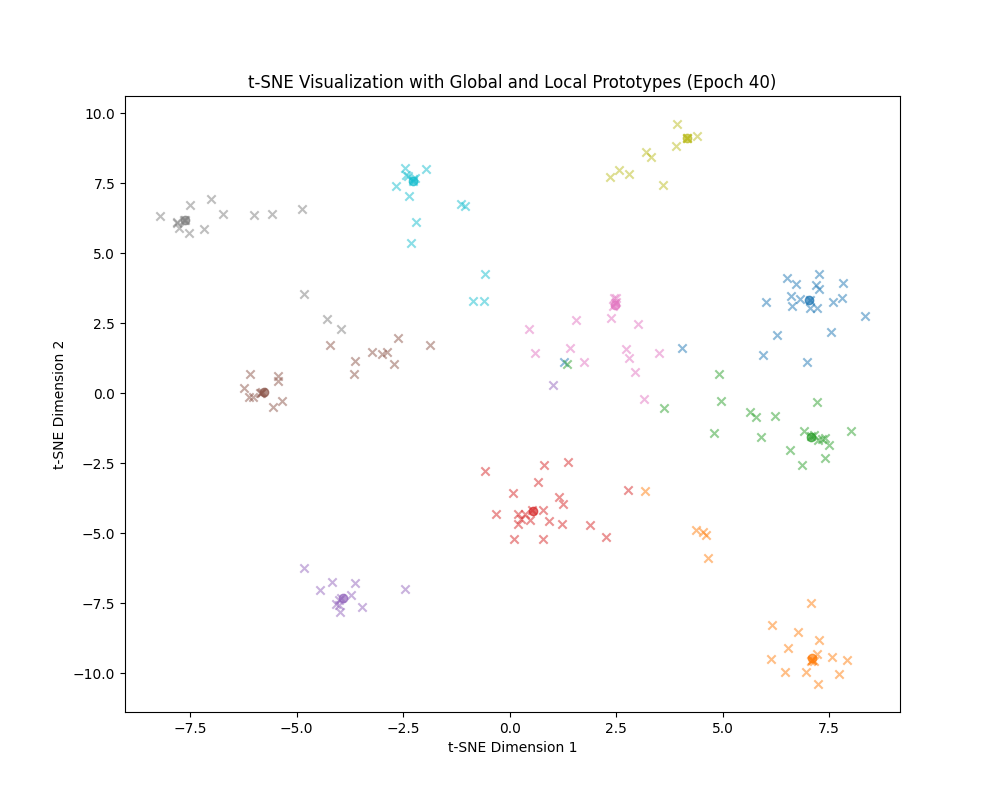 t-SNE Visualization with Global and Local Prototypes (Epoch 40)
10.0
7.5
5.0
2.5
0.0
−2.5
−5.0
−7.5
−10.0
t-SNE Dimension 2
−7.5 −5.0 −2.5 0.0 2.5 5.0 7.5
t-SNE Dimension 1